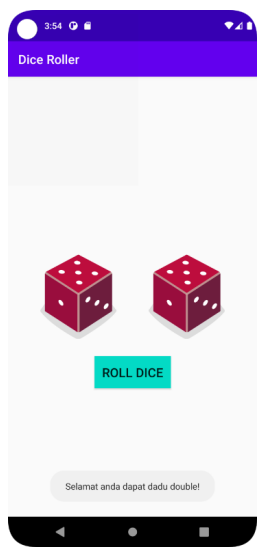 3:54
Dice Roller
ROLL DICE
Selamat anda dapat dadu double!